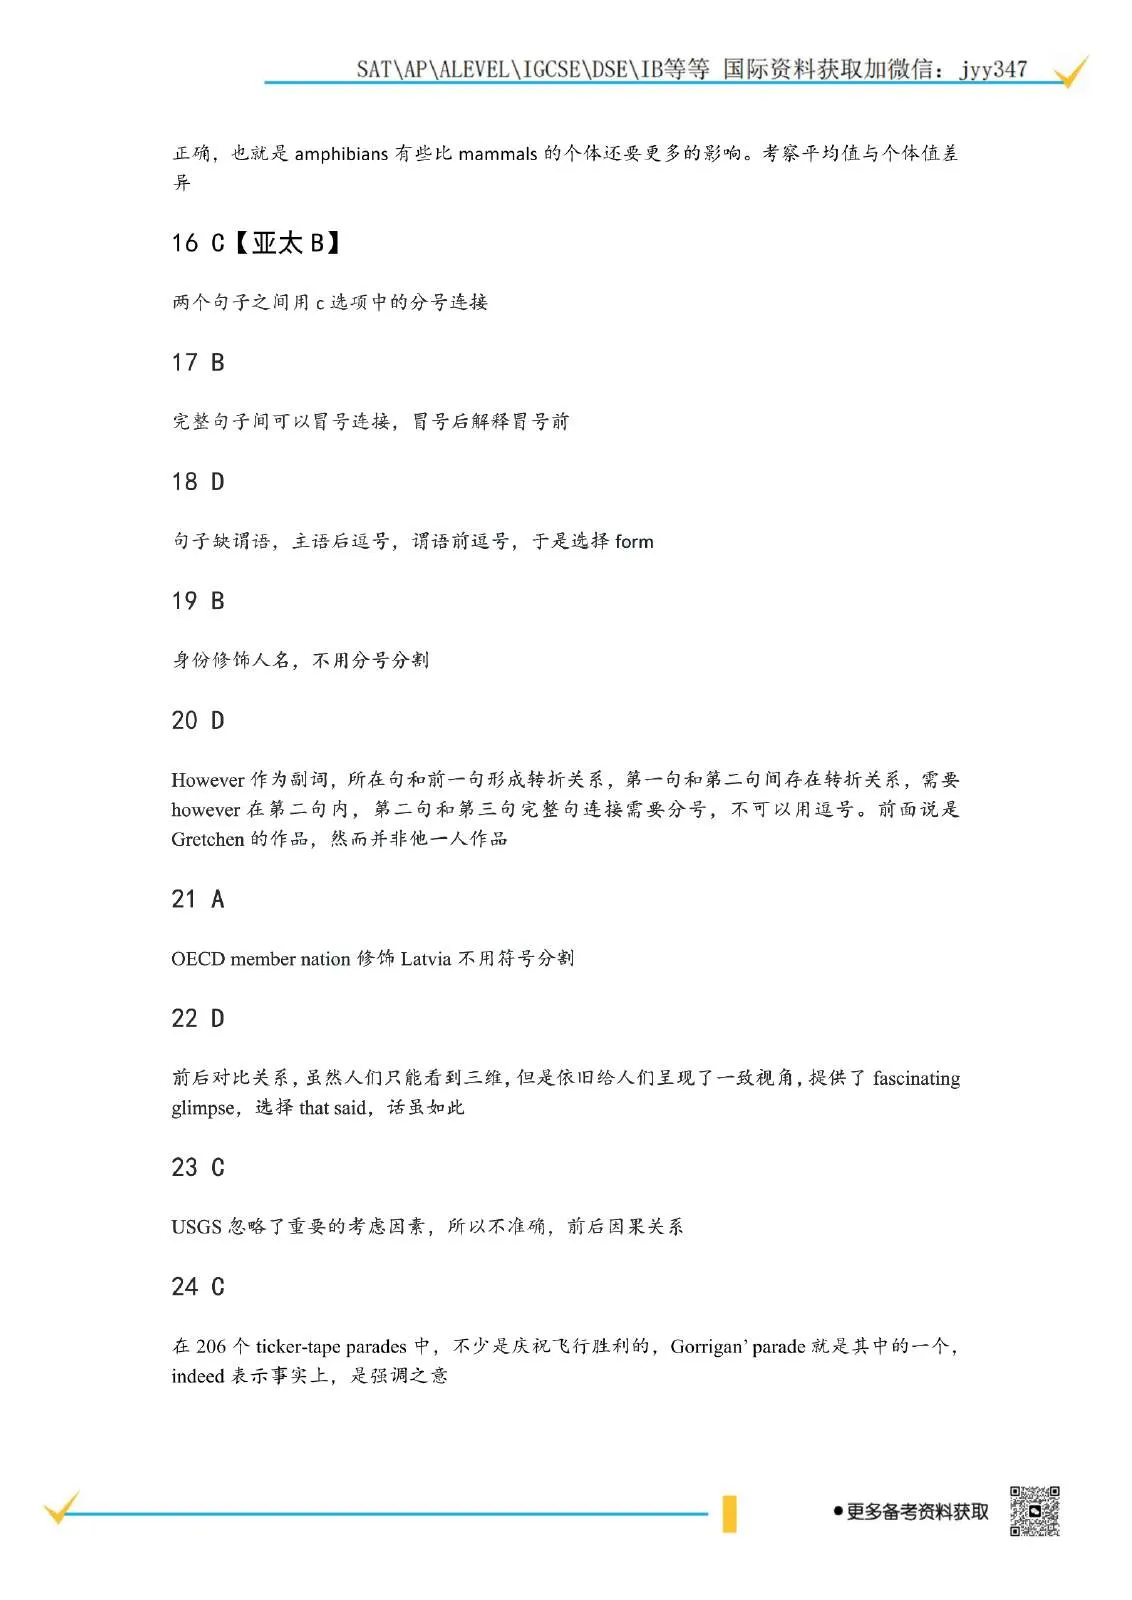 SAT\AP\ALEVEL\IGCSE\DSE\IB等等 国际资料获取加微信：jyy347
正确，也就是 amphibians 有些比 mammals 的个体还要更多的影响。考察平均值与个体值差
异
16 C【亚太 B】
两个句子之间用 c 选项中的分号连接
17 B
完整句子间可以冒号连接，冒号后解释冒号前
18 D
句子缺谓语，主语后逗号，谓语前逗号，于是选择 form
19 B
身份修饰人名，不用分号分割
20 D
However 作为副词，所在句和前一句形成转折关系，第一句和第二句间存在转折关系，需要
however 在第二句内，第二句和第三句完整句连接需要分号，不可以用逗号。前面说是
Gretchen 的作品，然而并非他一人作品
21 A
OECD member nation 修饰 Latvia 不用符号分割
22 D
前后对比关系，虽然人们只能看到三维，但是依旧给人们呈现了一致视角，提供了 fascinating
glimpse，选择 that said，话虽如此
23 C
USGS 忽略了重要的考虑因素，所以不准确，前后因果关系
24 C
在 206 个 ticker-tape parades 中，不少是庆祝飞行胜利的，Gorrigan’ parade 就是其中的一个，
indeed 表示事实上，是强调之意
●更多备考资料获取